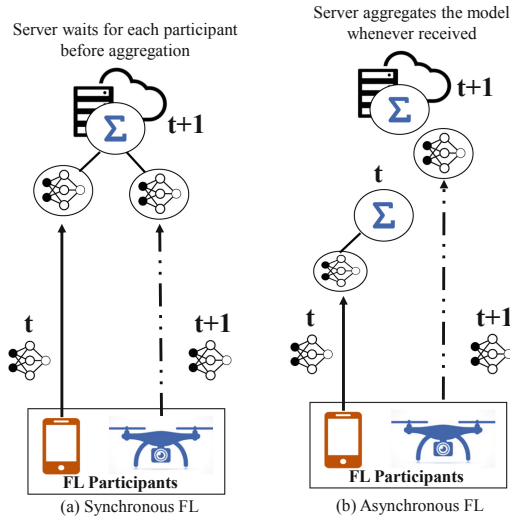 Server waits for each participant
before aggregation
Σ
t+1
t
t+1
FL Participants
(a) Synchronous FL
Server aggregates the model
whenever received
Σ
t+1
t
Σ
t
t+1
FL Participants
(b) Asynchronous FL